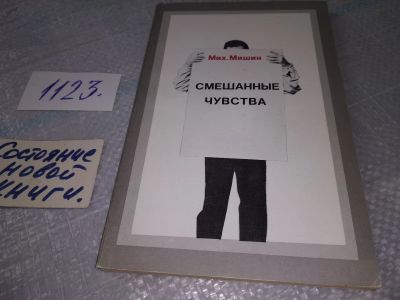 1123.
Состояние
новой
книги.
Мих. Мишин
СМЕШАННЫЕ
ЧУВСТВА